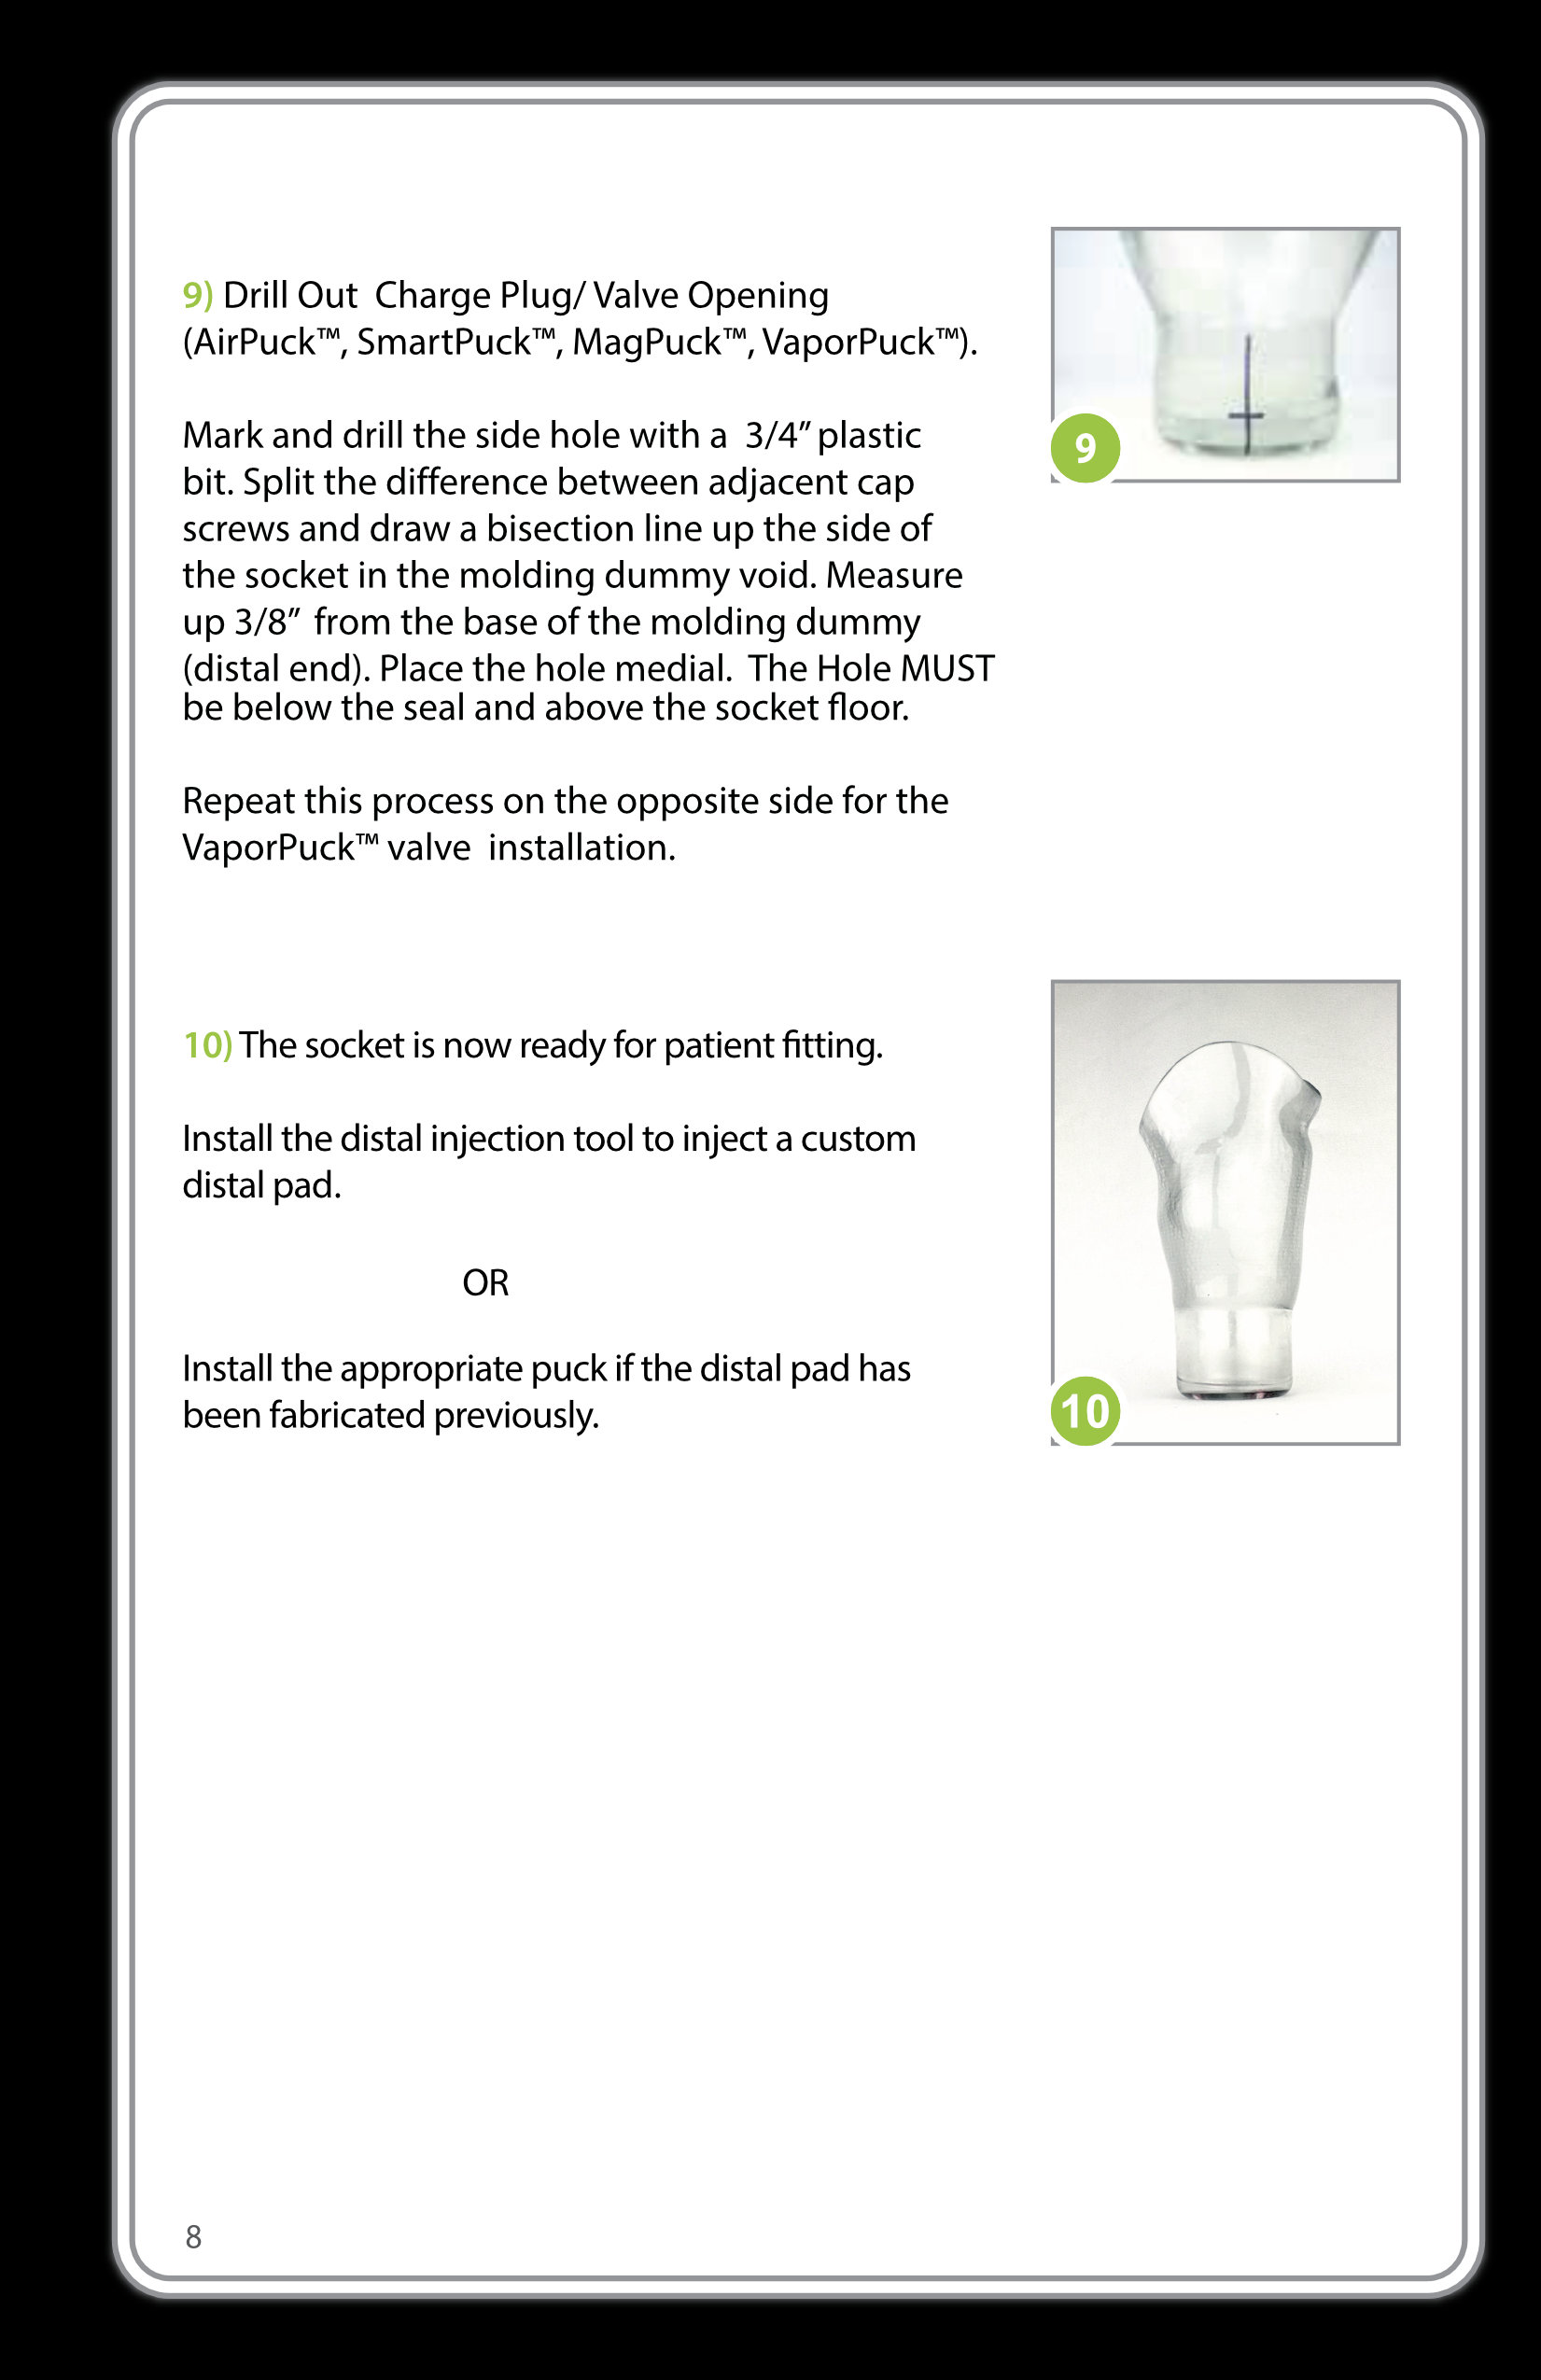 9) Drill Out Charge Plug/ Valve Opening
(AirPuck™, SmartPuck™, MagPuck™, VaporPuck™).
Mark and drill the side hole with a 3/4” plastic
bit. Split the difference between adjacent cap
screws and draw a bisection line up the side of
the socket in the molding dummy void. Measure
up 3/8” from the base of the molding dummy
(distal end). Place the hole medial. The Hole MUST
be below the seal and above the socket floor.
Repeat this process on the opposite side for the
VaporPuck™ valve installation.
9
10) The socket is now ready for patient fitting.
Install the distal injection tool to inject a custom
distal pad.
OR
Install the appropriate puck if the distal pad has
been fabricated previously.
10
8